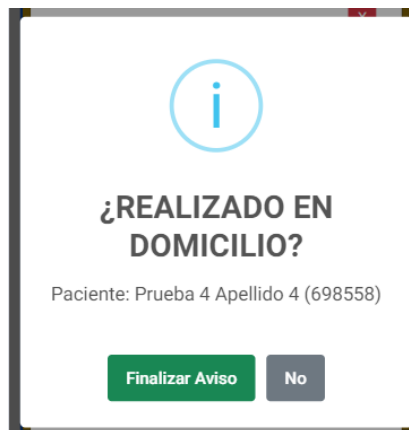 ¿REALIZADO EN
DOMICILIO?
Paciente: Prueba 4 Apellido 4 (698558)
Finalizar Aviso
No